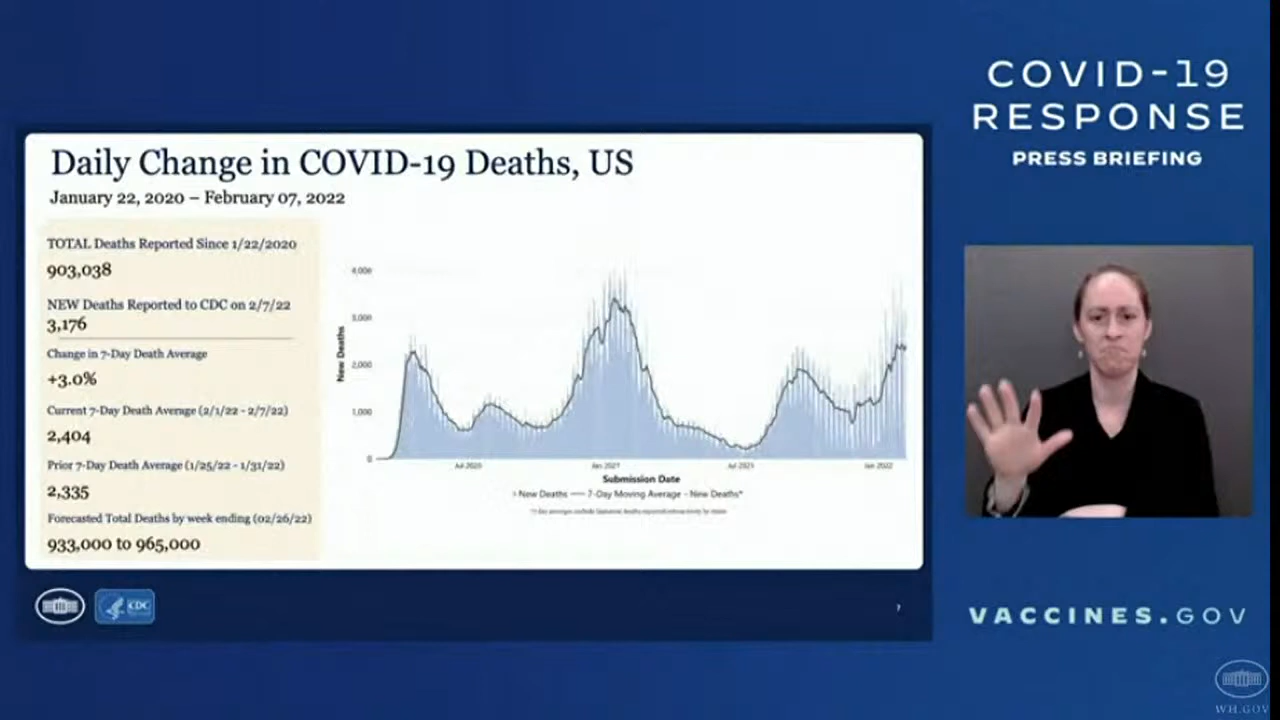 COVID-19
RESPONSE
PRESS BRIEFING
Daily Change in COVID-19 Deaths, US
January 22, 2020 – February 07, 2022
TOTAL Deaths Reported Since 1/22/2020
903,038
NEW Deaths Reported to CDC on 2/7/22
3,176
Change in 7-Day Death Average
+3.0%
Current 7-Day Death Average (2/1/22 - 2/7/22)
2,404
Prior 7-Day Death Average (1/25/22 - 1/31/22)
2,335
Forecasted Total Deaths by week ending (02/26/22)
933,000 to 965,000
New Deaths
4,000
3,000
2,000
1,000
0
Jul 2020
Jan 2021
Jul 2021
Jan 2022
Submission Date
New Deaths — 7-Day Moving Average - New Deaths*
CDC
7
VACCINES.GOV
WH.GOV